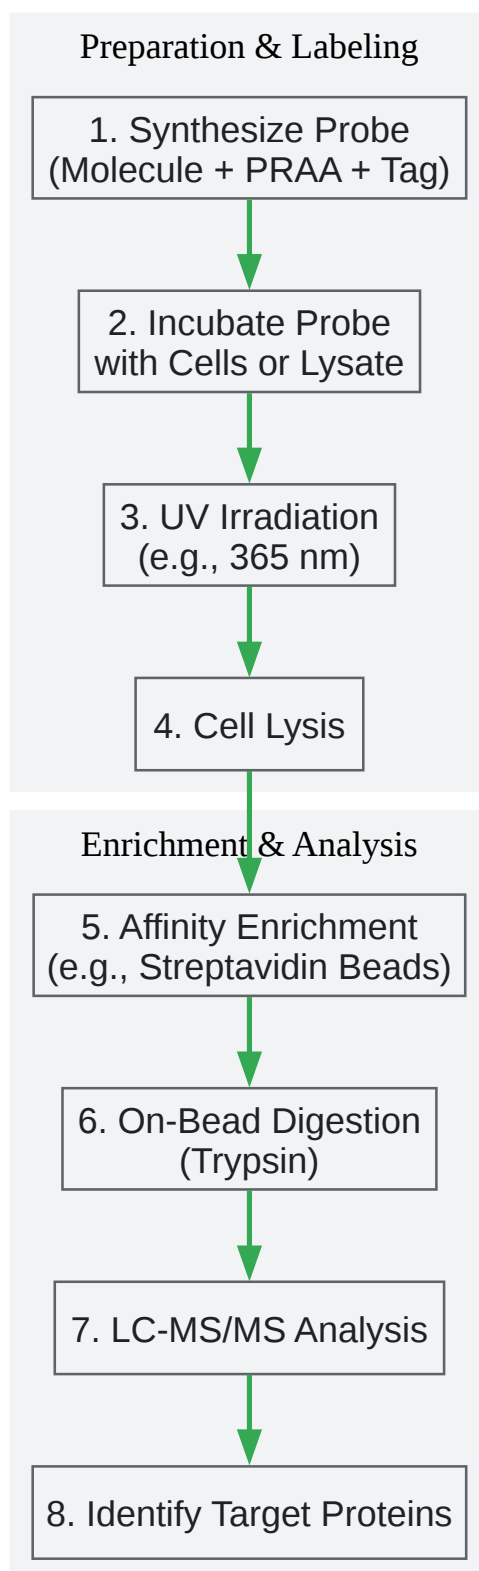 Preparation & Labeling
1. Synthesize Probe
(Molecule + PRAA + Tag)
2. Incubate Probe
with Cells or Lysate
3. UV Irradiation
(e.g., 365 nm)
4. Cell Lysis
Enrichment & Analysis
5. Affinity Enrichment
(e.g., Streptavidin Beads)
6. On-Bead Digestion
(Trypsin)
7. LC-MS/MS Analysis
8. Identify Target Proteins